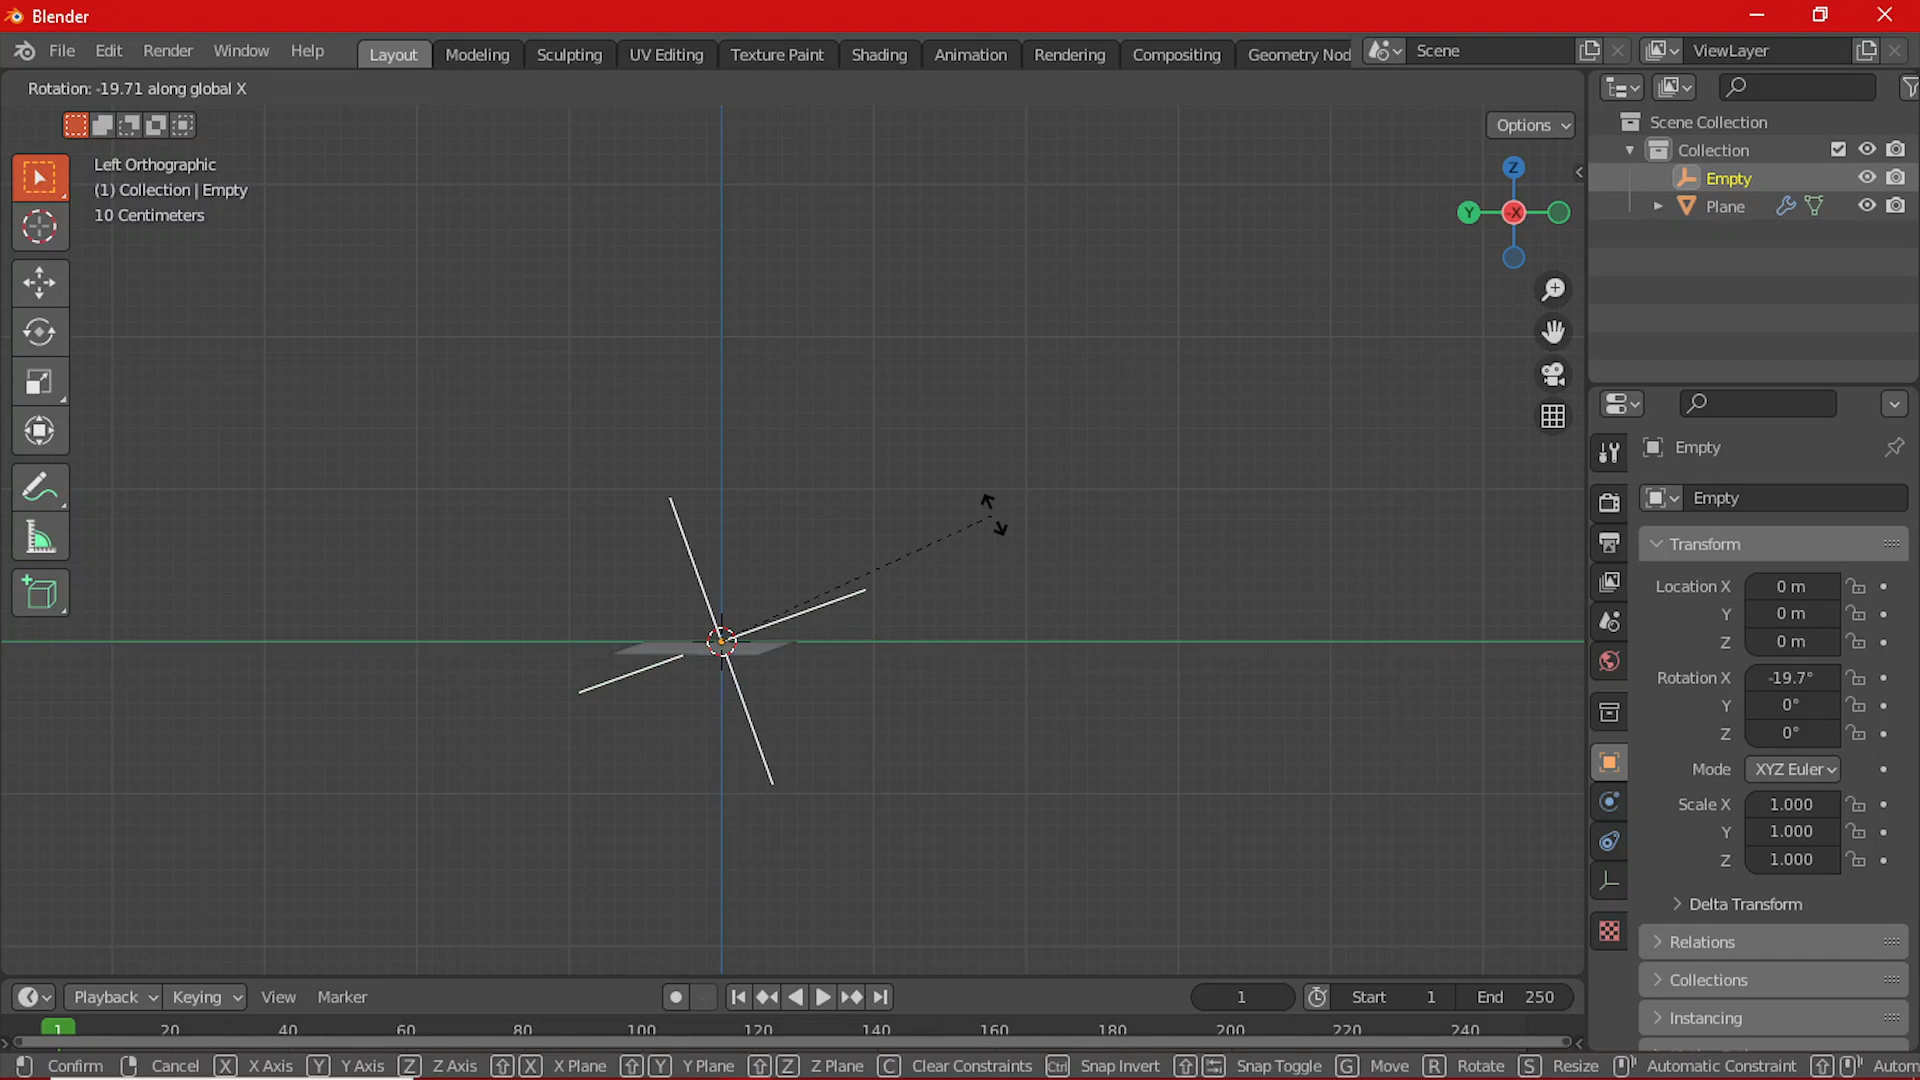 Blender
File Edit Render Window Help Layout Modeling Sculpting UV Editing Texture Paint Shading Animation Rendering Compositing Geometry Nod Scene ViewLayer
Rotation: -19.71 along global X
Options
Left Orthographic
(1) Collection | Empty
10 Centimeters
Z
Y
-X
Scene Collection
Collection
Empty
Plane
Empty
Empty
Transform
Location X 0 m
Y 0 m
Z 0 m
Rotation X -19.7°
Y 0°
Z 0°
Mode XYZ Euler
Scale X 1.000
Y 1.000
Z 1.000
Delta Transform
Relations
Collections
Instancing
Playback Keying View Marker 1 Start 1 End 250
1 20 40 60 80 100 120 140 160 180 200 220 240
Confirm Cancel X X Axis Y Y Axis Z Z Axis X X Plane Y Y Plane Z Z Plane C Clear Constraints Ctrl Snap Invert Snap Toggle G Move R Rotate S Resize Automatic Constraint Autom